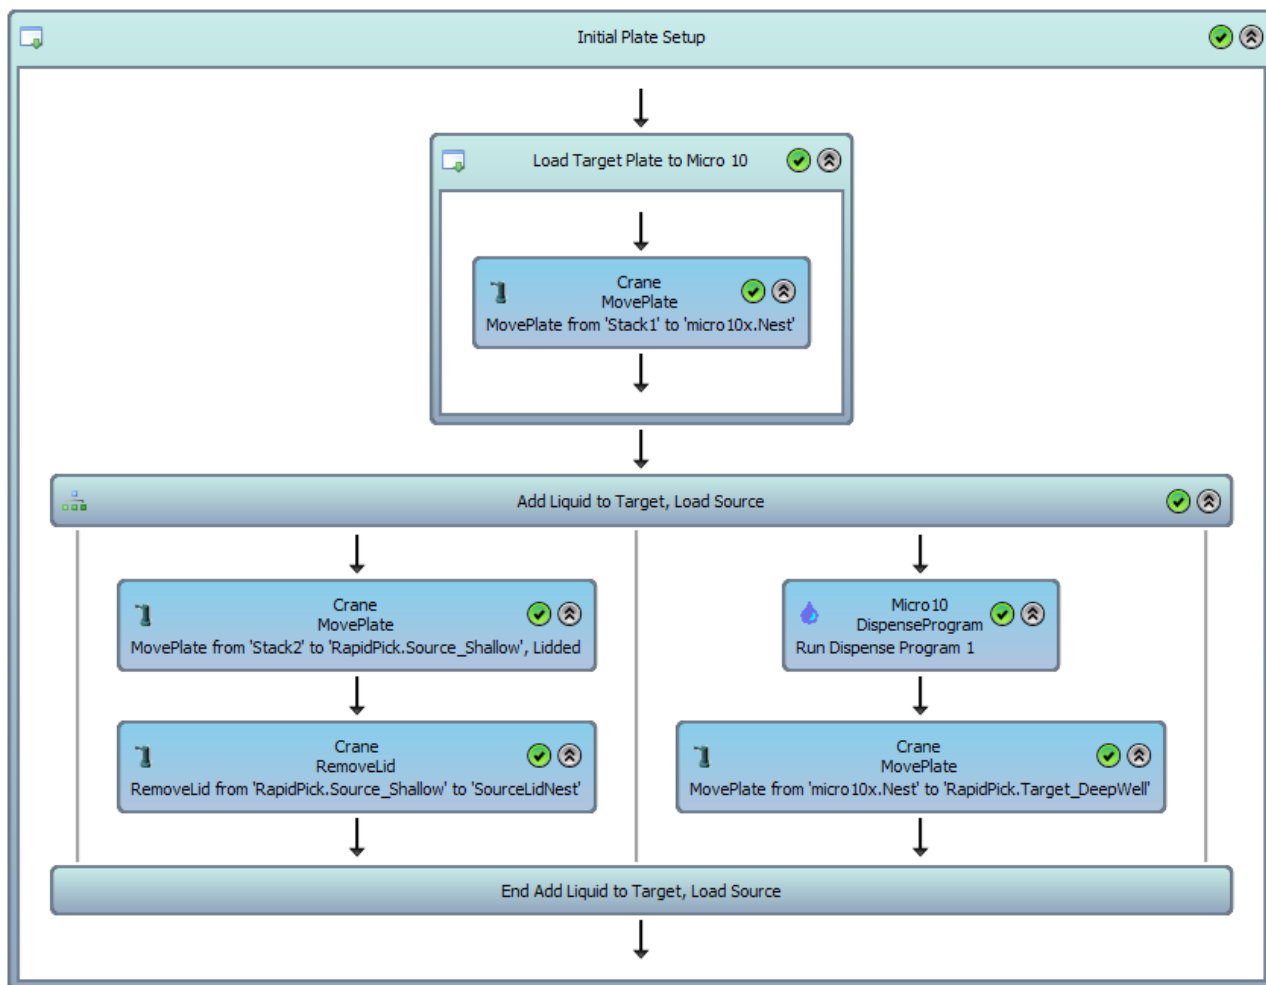 Initial Plate Setup
Load Target Plate to Micro 10
Crane
MovePlate
MovePlate from 'Stack1' to 'micro10x.Nest'
Add Liquid to Target, Load Source
Crane
MovePlate
MovePlate from 'Stack2' to 'RapidPick.Source_Shallow', Lidded
Crane
RemoveLid
RemoveLid from 'RapidPick.Source_Shallow' to 'SourceLidNest'
Micro10
DispenseProgram
Run Dispense Program 1
Crane
MovePlate
MovePlate from 'micro10x.Nest' to 'RapidPick.Target_DeepWell'
End Add Liquid to Target, Load Source